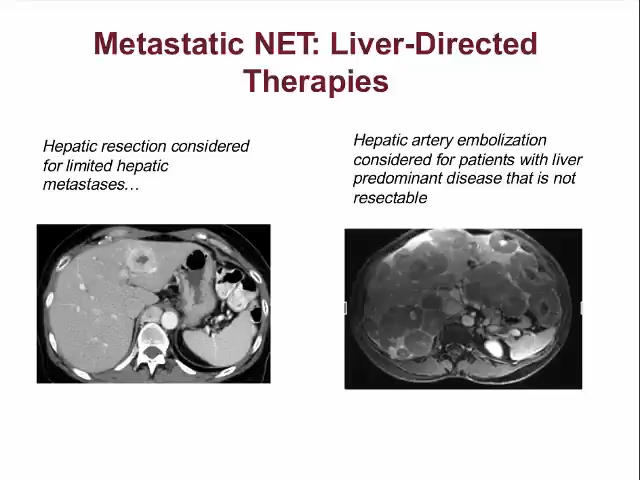 Metastatic NET: Liver-Directed
Therapies
Hepatic resection considered
for limited hepatic
metastases…
Hepatic artery embolization
considered for patients with liver
predominant disease that is not
resectable